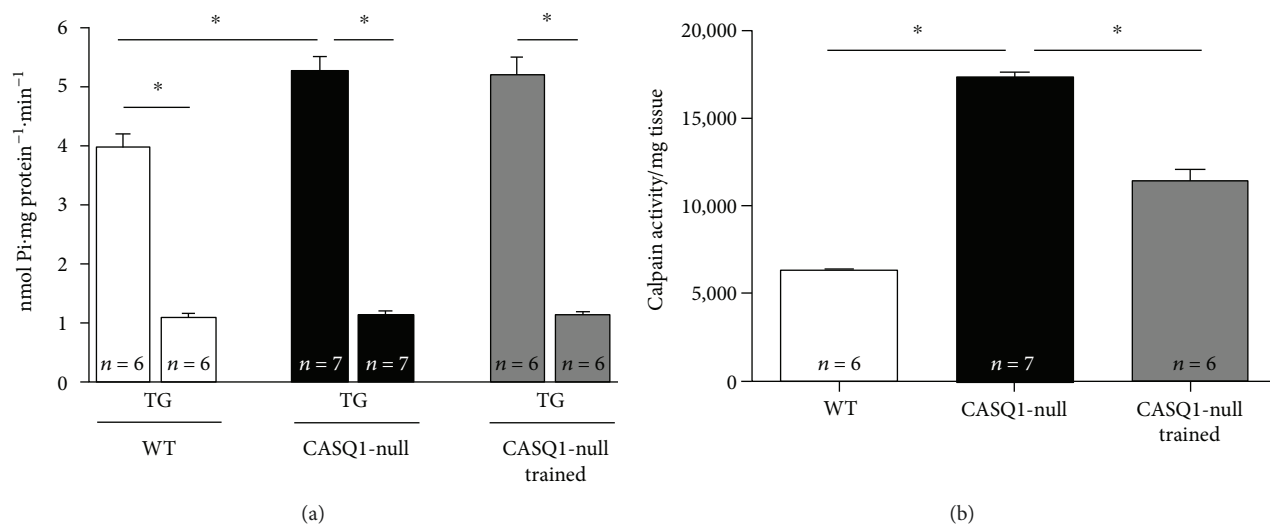 nmol Pi·mg protein⁻¹·min⁻¹
6
5
4
3
2
1
0
*
*
*
*
n = 6
n = 6
n = 7
n = 7
n = 6
n = 6
TG
TG
TG
WT
CASQ1-null
CASQ1-null
trained
(a)
Calpain activity/mg tissue
20,000
15,000
10,000
5,000
0
*
*
n = 6
n = 7
n = 6
WT
CASQ1-null
CASQ1-null
trained
(b)